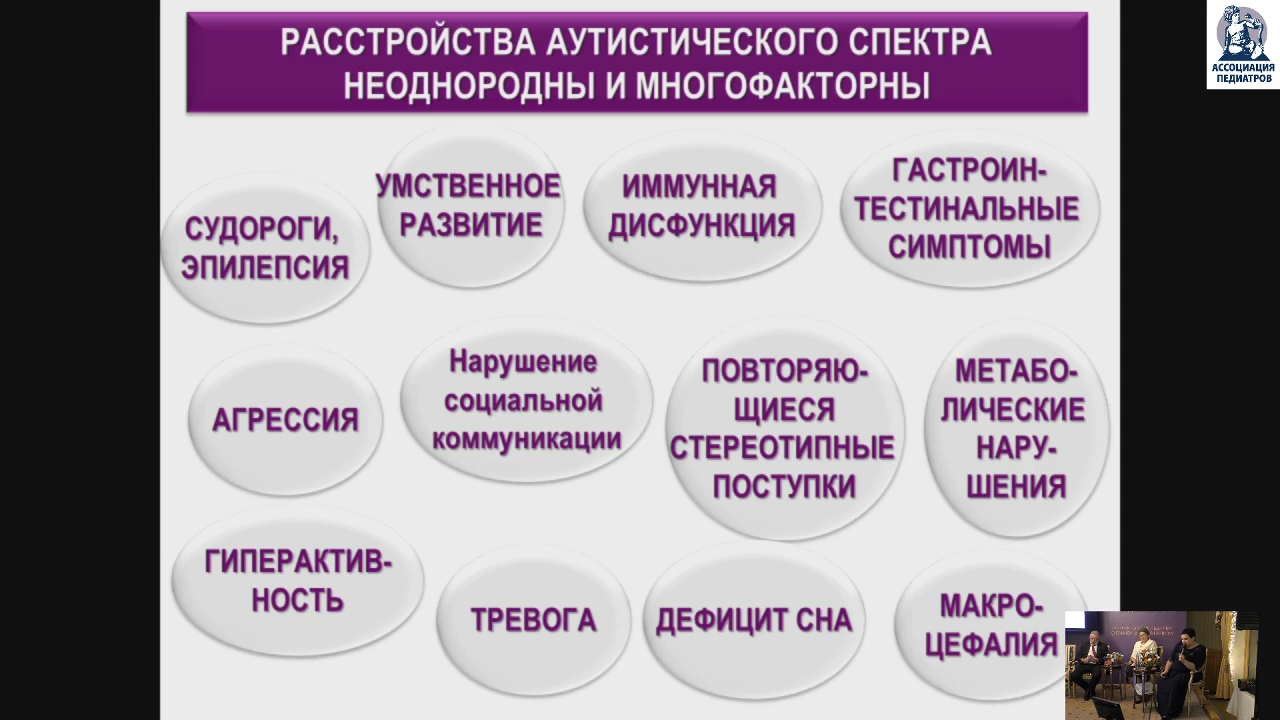 РАССТРОЙСТВА АУТИСТИЧЕСКОГО СПЕКТРА
НЕОДНОРОДНЫ И МНОГОФАКТОРНЫ
АССОЦИАЦИЯ
ПЕДИАТРОВ
СУДОРОГИ,
ЭПИЛЕПСИЯ
УМСТВЕННОЕ
РАЗВИТИЕ
ИММУННАЯ
ДИСФУНКЦИЯ
ГАСТРОИН-
ТЕСТИНАЛЬНЫЕ
СИМПТОМЫ
АГРЕССИЯ
Нарушение
социальной
коммуникации
ПОВТОРЯЮ-
ЩИЕСЯ
СТЕРЕОТИПНЫЕ
ПОСТУПКИ
МЕТАБО-
ЛИЧЕСКИЕ
НАРУ-
ШЕНИЯ
ГИПЕРАКТИВ-
НОСТЬ
ТРЕВОГА
ДЕФИЦИТ СНА
МАКРО-
ЦЕФАЛИЯ